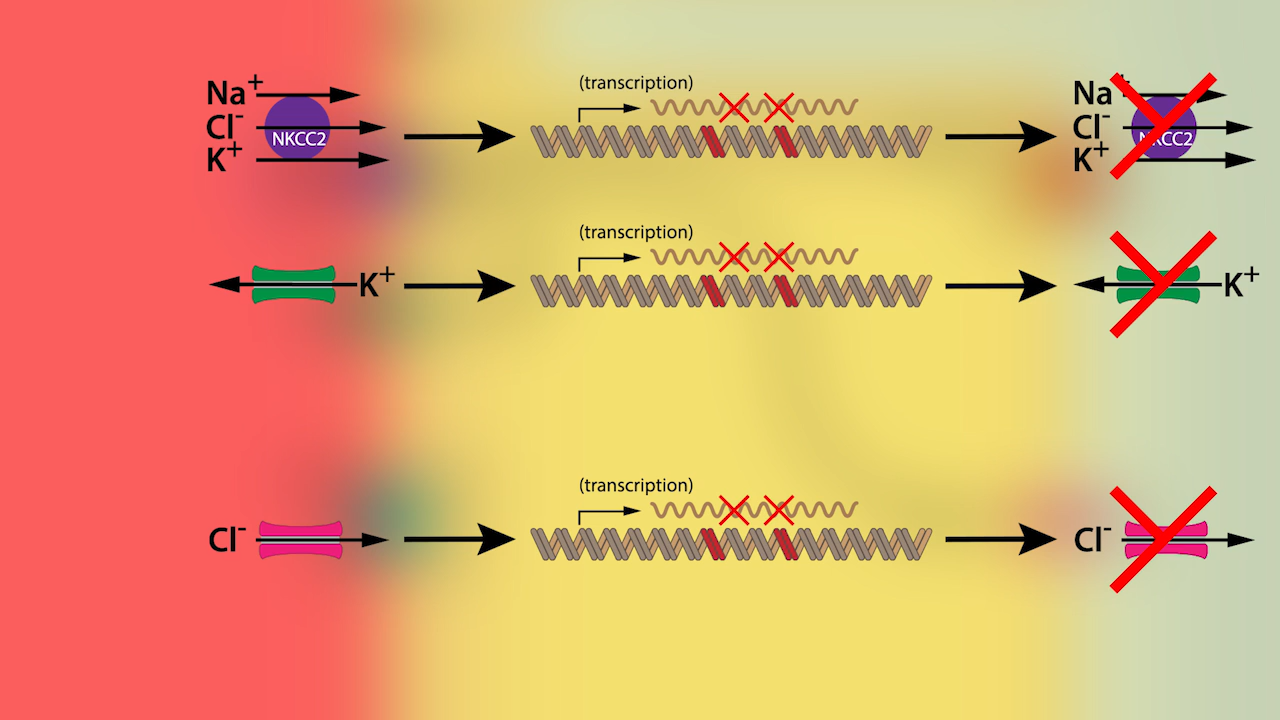 (transcription)
Na⁺ Na⁺
Cl⁻ NKCC2 Cl⁻ NKCC2
K⁺ K⁺
(transcription)
K⁺ K⁺
(transcription)
Cl⁻ Cl⁻